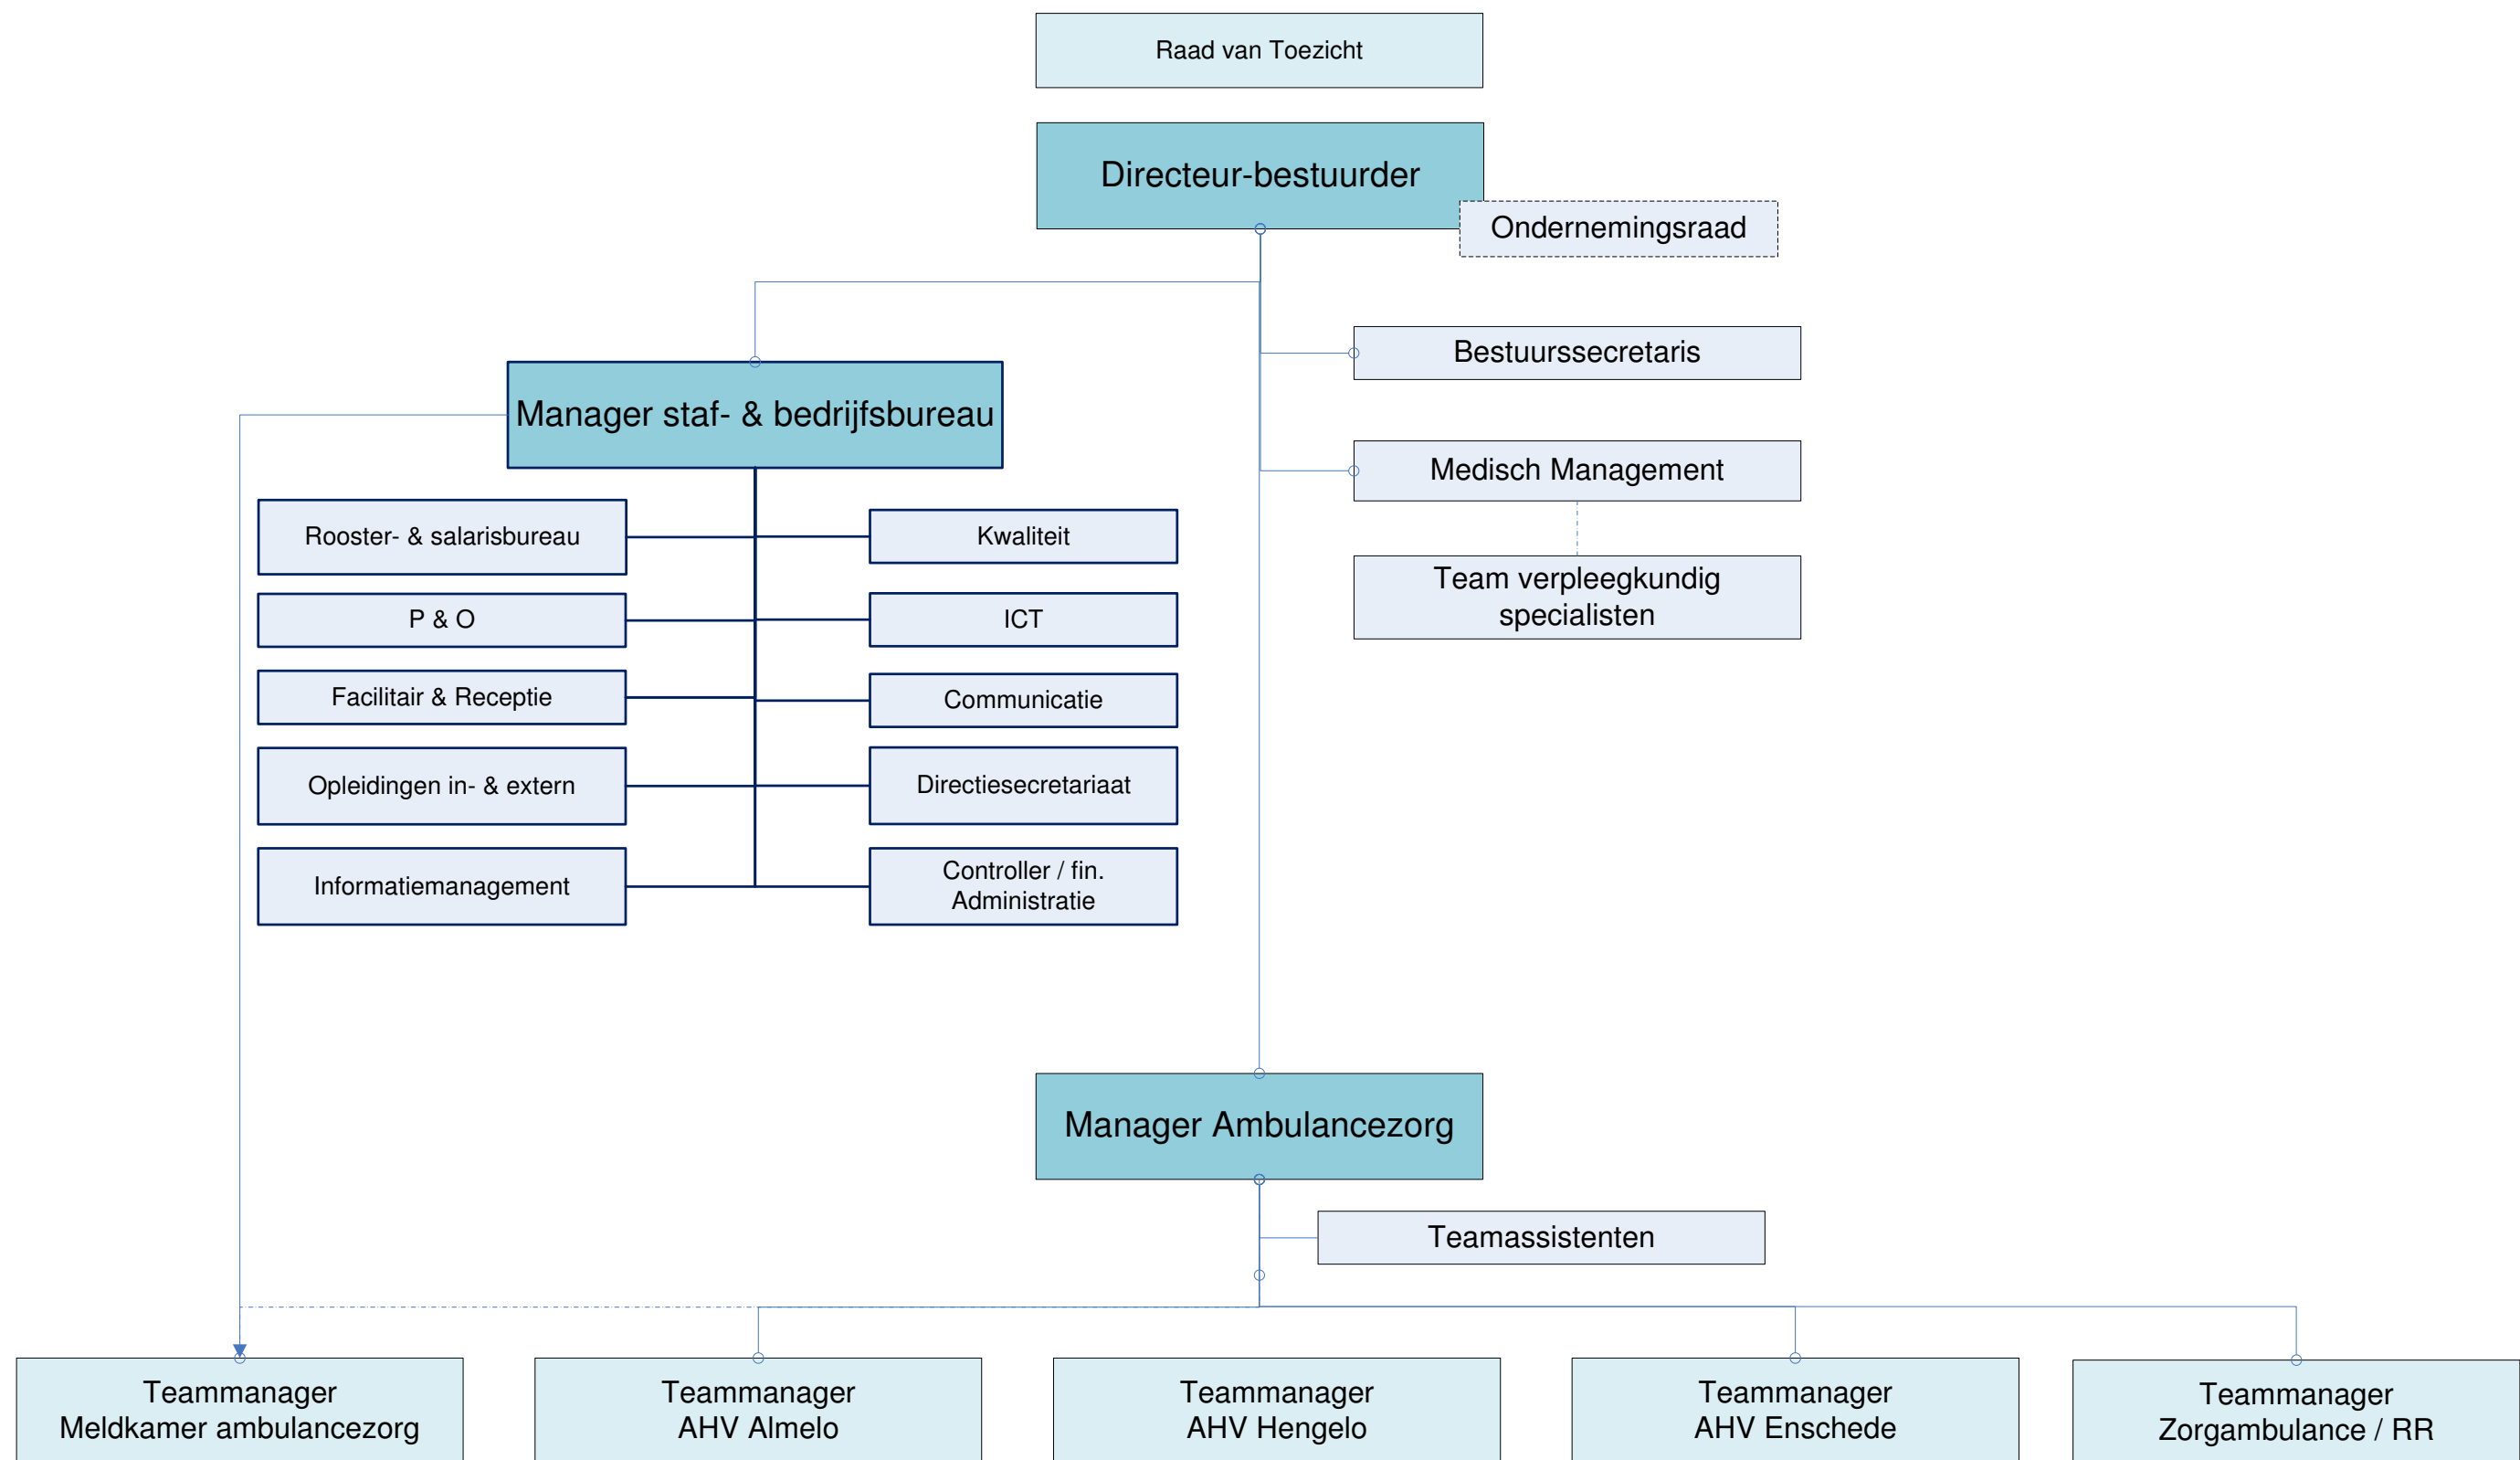 Raad van Toezicht
Directeur-bestuurder
Ondernemingsraad
Bestuurssecretaris
Manager staf- & bedrijfsbureau
Medisch Management
Rooster- & salarisbureau
Kwaliteit
Team verpleegkundig
specialisten
P & O
ICT
Facilitair & Receptie
Communicatie
Opleidingen in- & extern
Directiesecretariaat
Informatiemanagement
Controller / fin.
Administratie
Manager Ambulancezorg
Teamassistenten
Teammanager
Meldkamer ambulancezorg
Teammanager
AHV Almelo
Teammanager
AHV Hengelo
Teammanager
AHV Enschede
Teammanager
Zorgambulance / RR